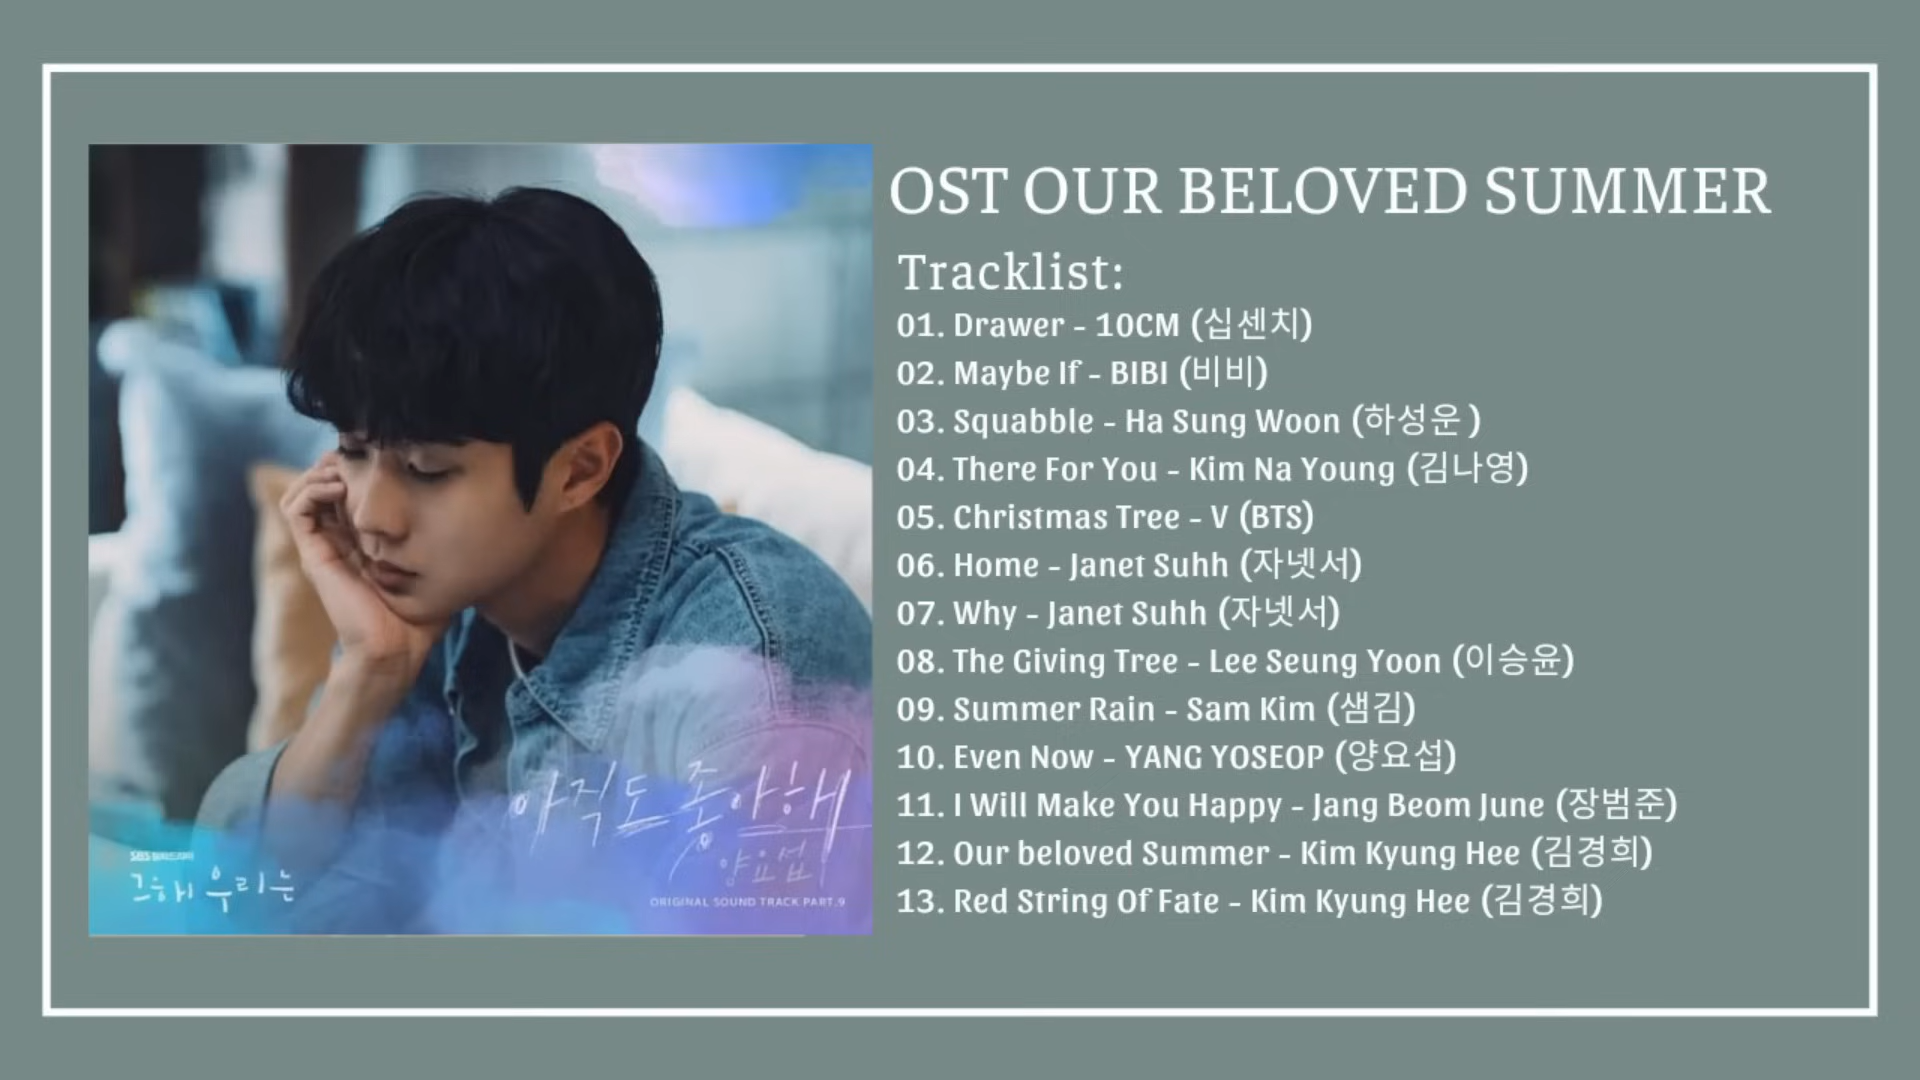 OST OUR BELOVED SUMMER
Tracklist:
01. Drawer - 10CM (십센치)
02. Maybe If - BIBI (비비)
03. Squabble - Ha Sung Woon (하성운 )
04. There For You - Kim Na Young (김나영)
05. Christmas Tree - V (BTS)
06. Home - Janet Suhh (자넷서)
07. Why - Janet Suhh (자넷서)
08. The Giving Tree - Lee Seung Yoon (이승윤)
09. Summer Rain - Sam Kim (샘김)
10. Even Now - YANG YOSEOP (양요섭)
11. I Will Make You Happy - Jang Beom June (장범준)
12. Our beloved Summer - Kim Kyung Hee (김경희)
13. Red String Of Fate - Kim Kyung Hee (김경희)
아직도 좋아해
양요섭
ORIGINAL SOUND TRACK PART.9
SBS
그 해 우리는